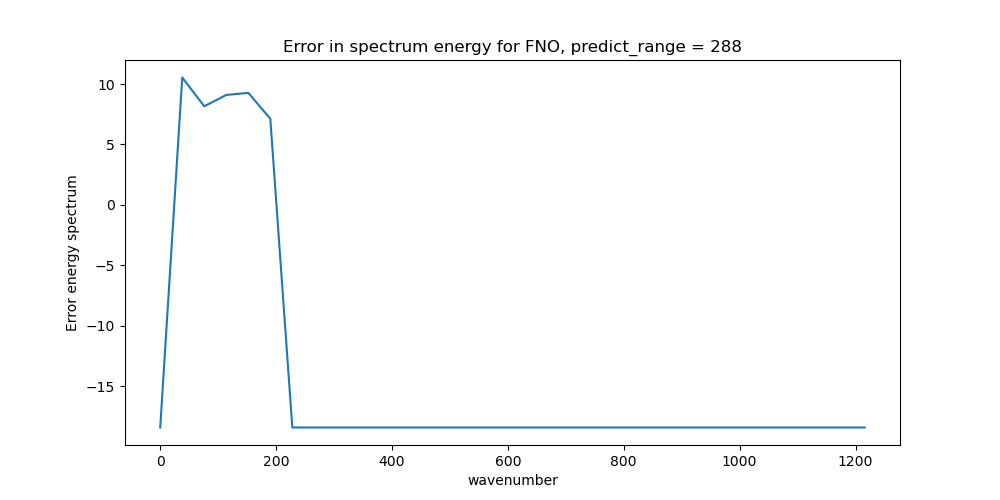 Error in spectrum energy for FNO, predict_range = 288
10
5
0
−5
−10
−15
Error energy spectrum
0 200 400 600 800 1000 1200
wavenumber